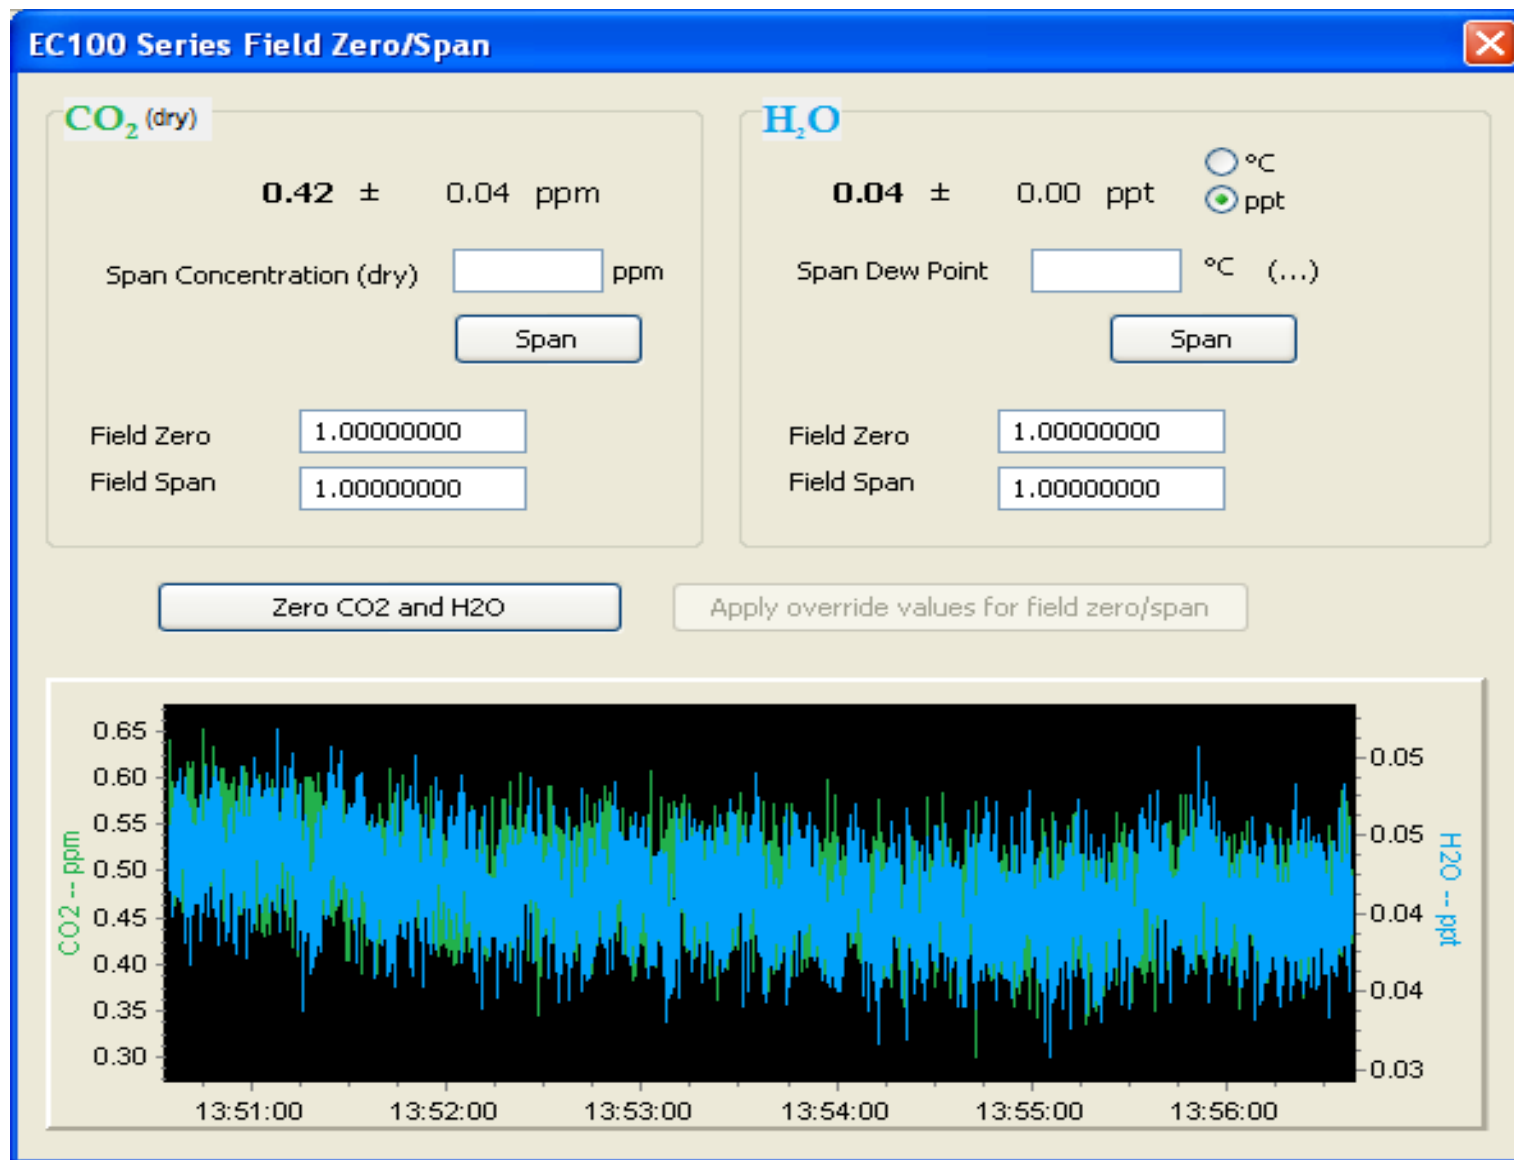 EC100 Series Field Zero/Span
CO₂ (dry)
0.42 ± 0.04 ppm
Span Concentration (dry) ppm
Span
Field Zero 1.00000000
Field Span 1.00000000
H₂O
0.04 ± 0.00 ppt
°C
ppt
Span Dew Point °C (...)
Span
Field Zero 1.00000000
Field Span 1.00000000
Zero CO2 and H2O
Apply override values for field zero/span
CO2 -- ppm
0.65
0.60
0.55
0.50
0.45
0.40
0.35
0.30
0.05
0.05
0.04
0.04
0.03
H2O -- ppt
13:51:00 13:52:00 13:53:00 13:54:00 13:55:00 13:56:00